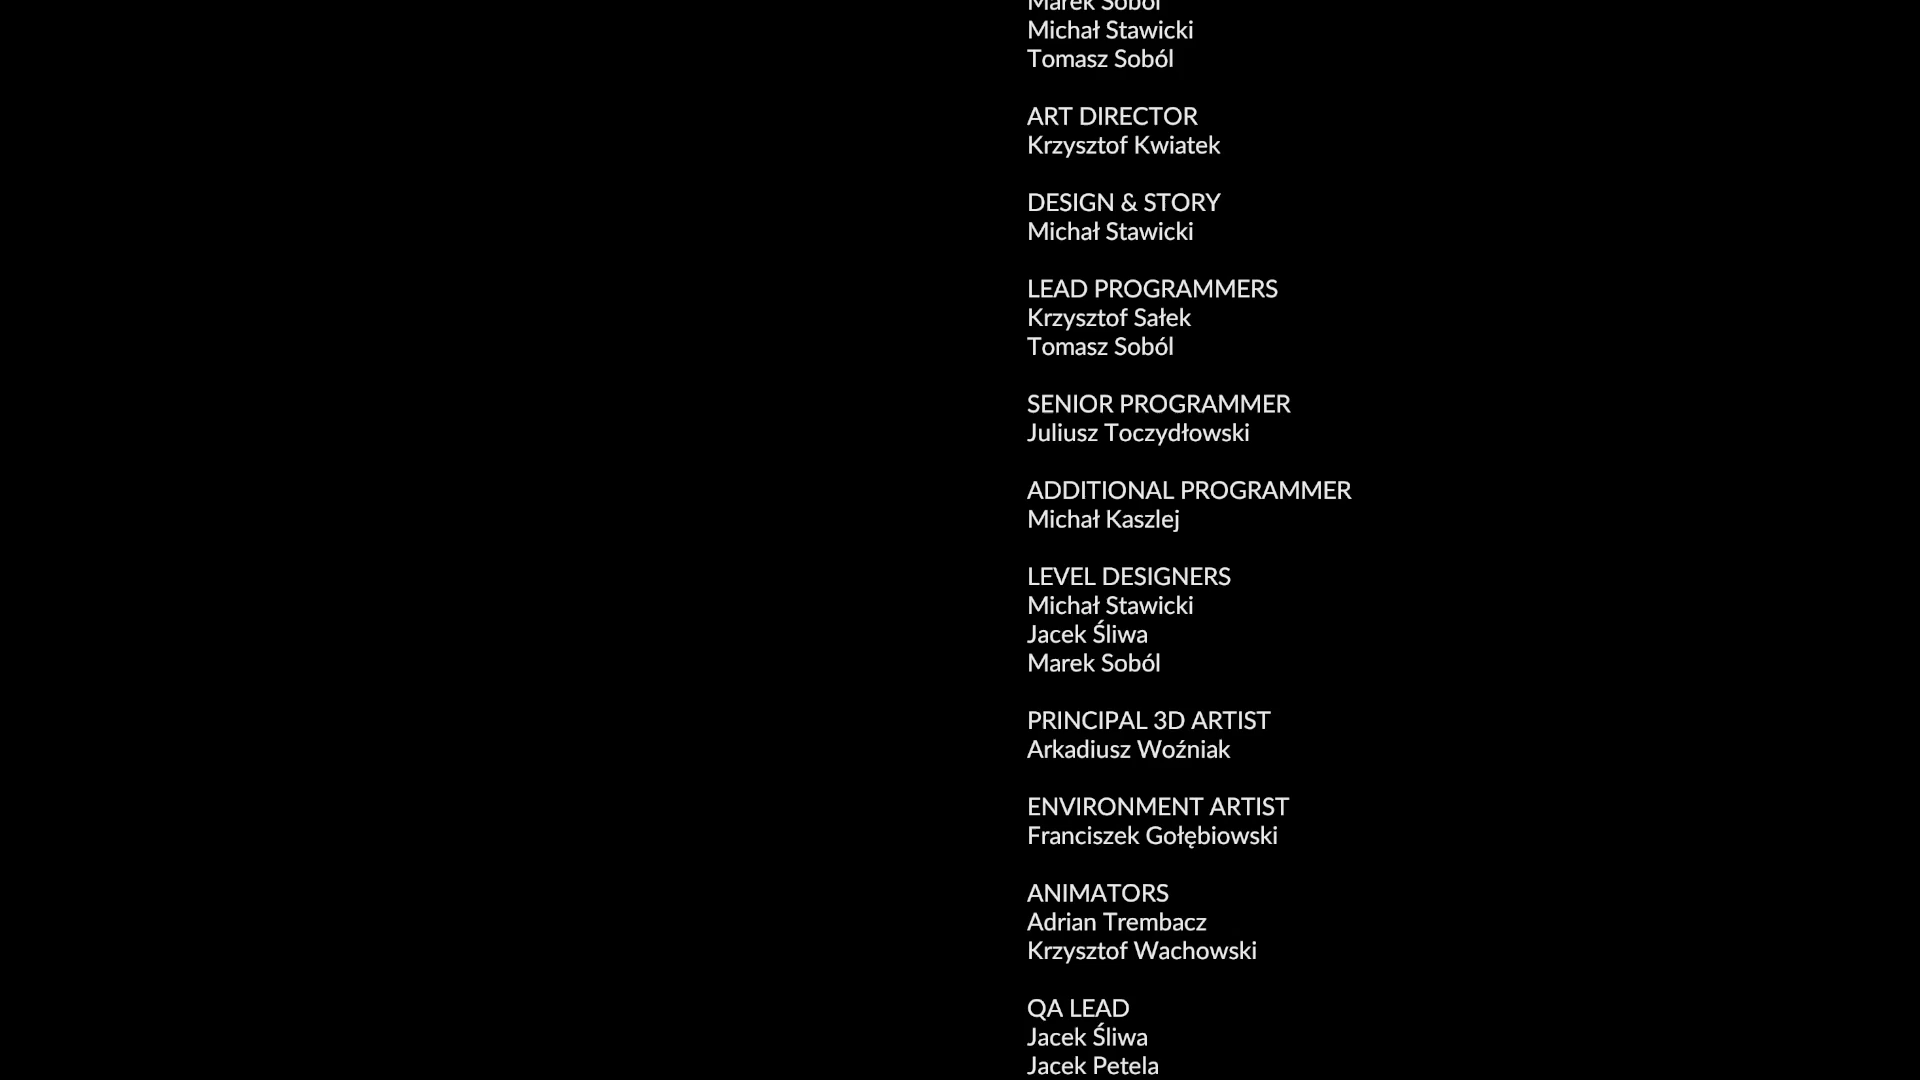 Marek Soból
Michał Stawicki
Tomasz Soból
ART DIRECTOR
Krzysztof Kwiatek
DESIGN & STORY
Michał Stawicki
LEAD PROGRAMMERS
Krzysztof Sałek
Tomasz Soból
SENIOR PROGRAMMER
Juliusz Toczydłowski
ADDITIONAL PROGRAMMER
Michał Kaszlej
LEVEL DESIGNERS
Michał Stawicki
Jacek Śliwa
Marek Soból
PRINCIPAL 3D ARTIST
Arkadiusz Woźniak
ENVIRONMENT ARTIST
Franciszek Gołębiowski
ANIMATORS
Adrian Trembacz
Krzysztof Wachowski
QA LEAD
Jacek Śliwa
Jacek Petela